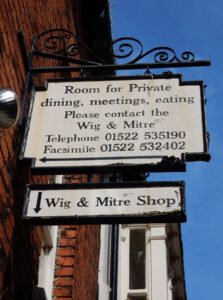 Room for Private
dining, meetings, eating
Please contact the
Wig & Mitre®
Telephone 01522 535190
Facsimile 01522 532402
Wig & Mitre® Shop